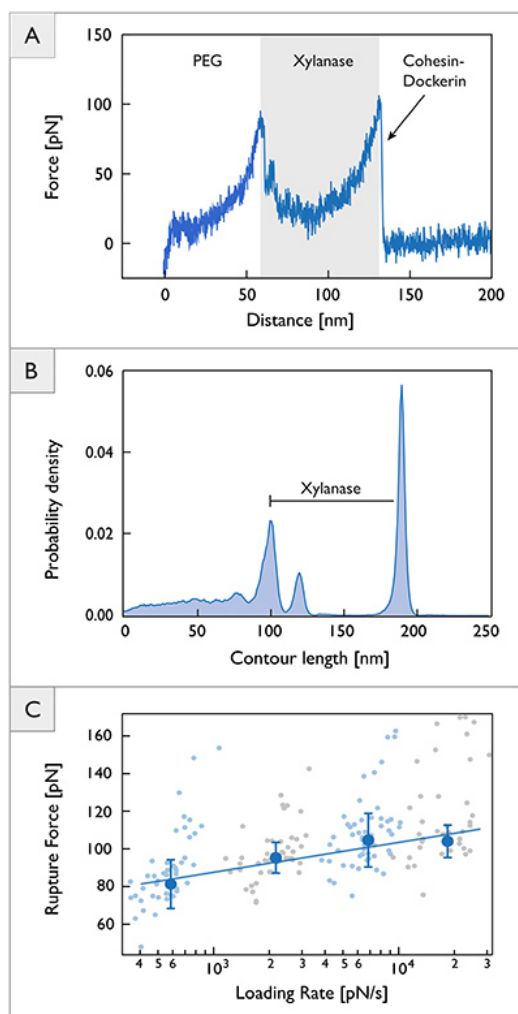 A
150
PEG
Xylanase
Cohesin-
Dockerin
100
50
0
Force [pN]
0
50
100
150
200
Distance [nm]
B
0.06
0.04
0.02
0.00
Probability density
Xylanase
0
50
100
150
200
250
Contour length [nm]
C
160
140
120
100
80
60
Rupture Force [pN]
4 5 6 10³ 2 3 4 5 6 10⁴ 2 3
Loading Rate [pN/s]